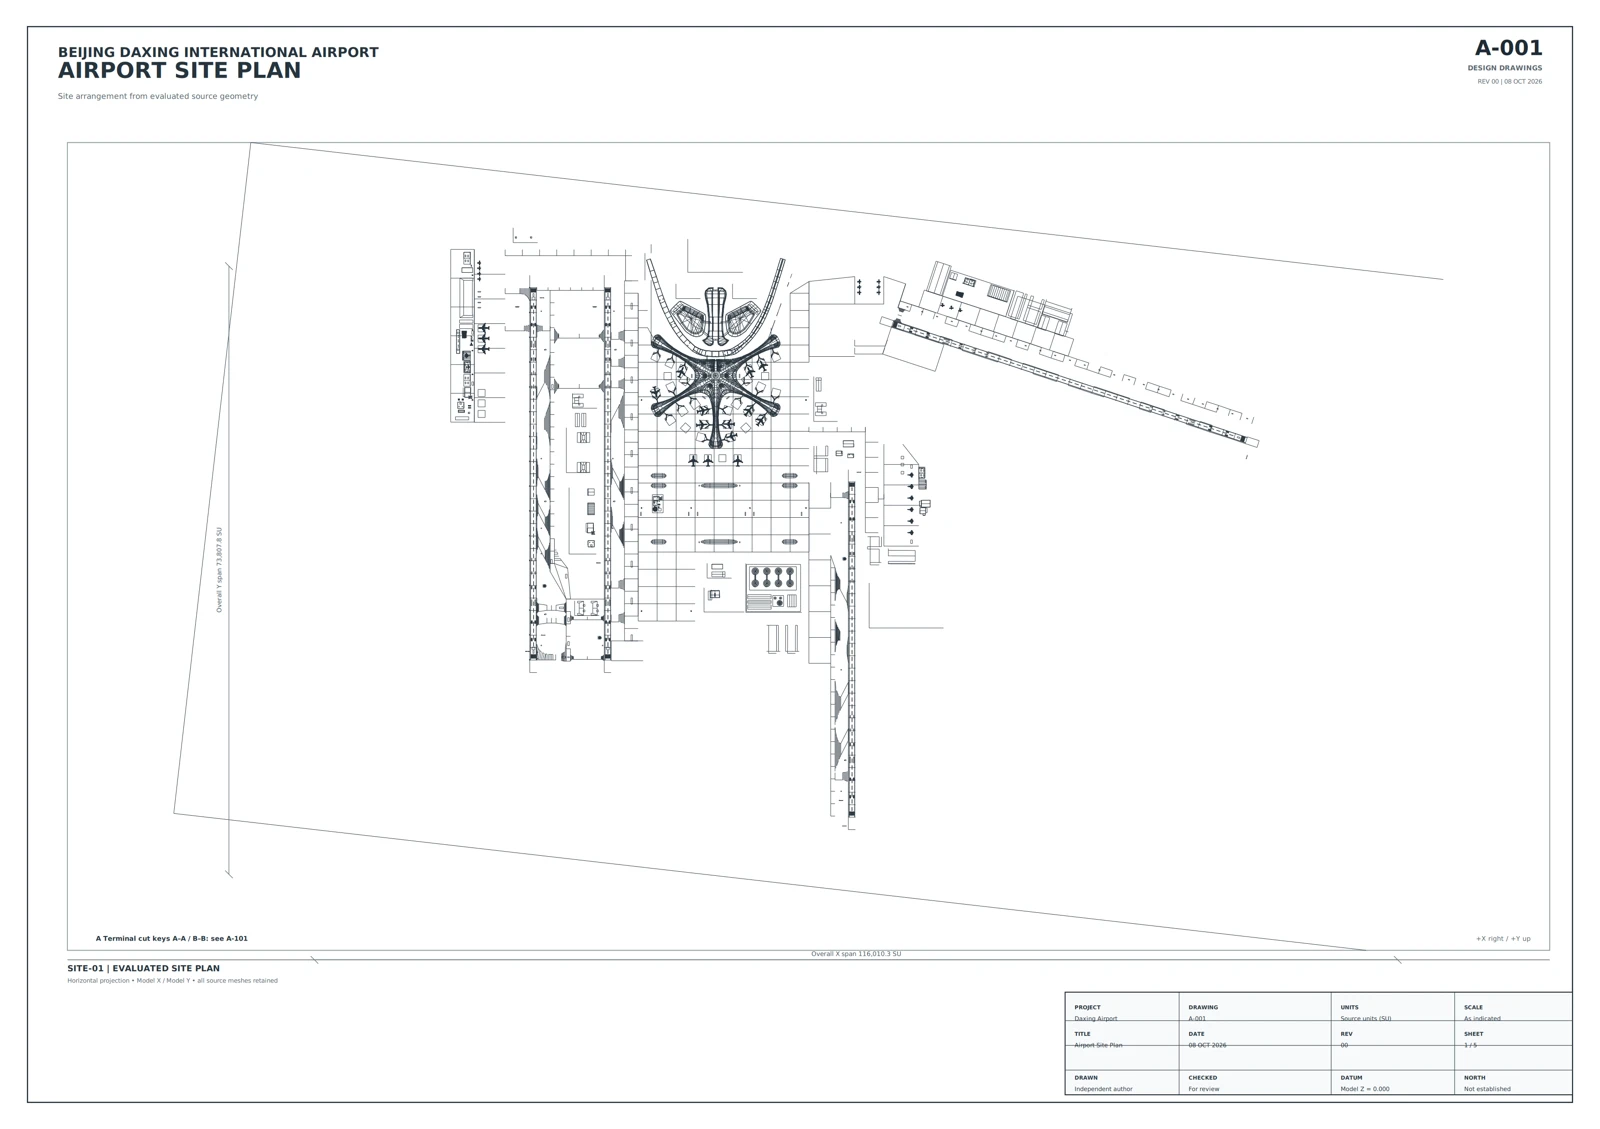 BEIJING DAXING INTERNATIONAL AIRPORT
AIRPORT SITE PLAN
Site arrangement from evaluated source geometry
A-001
DESIGN DRAWINGS
REV 00 | 08 OCT 2026
Overall Y span 73,807.8 SU
A Terminal cut keys A–A / B–B: see A-101
+X right / +Y up
Overall X span 116,010.3 SU
SITE-01 | EVALUATED SITE PLAN
Horizontal projection • Model X / Model Y • all source meshes retained
PROJECT DRAWING UNITS SCALE
Daxing Airport A-001 Source units (SU) As indicated
TITLE DATE REV SHEET
Airport Site Plan 08 OCT 2026 00 1 / 5
DRAWN CHECKED DATUM NORTH
Independent author For review Model Z = 0.000 Not established